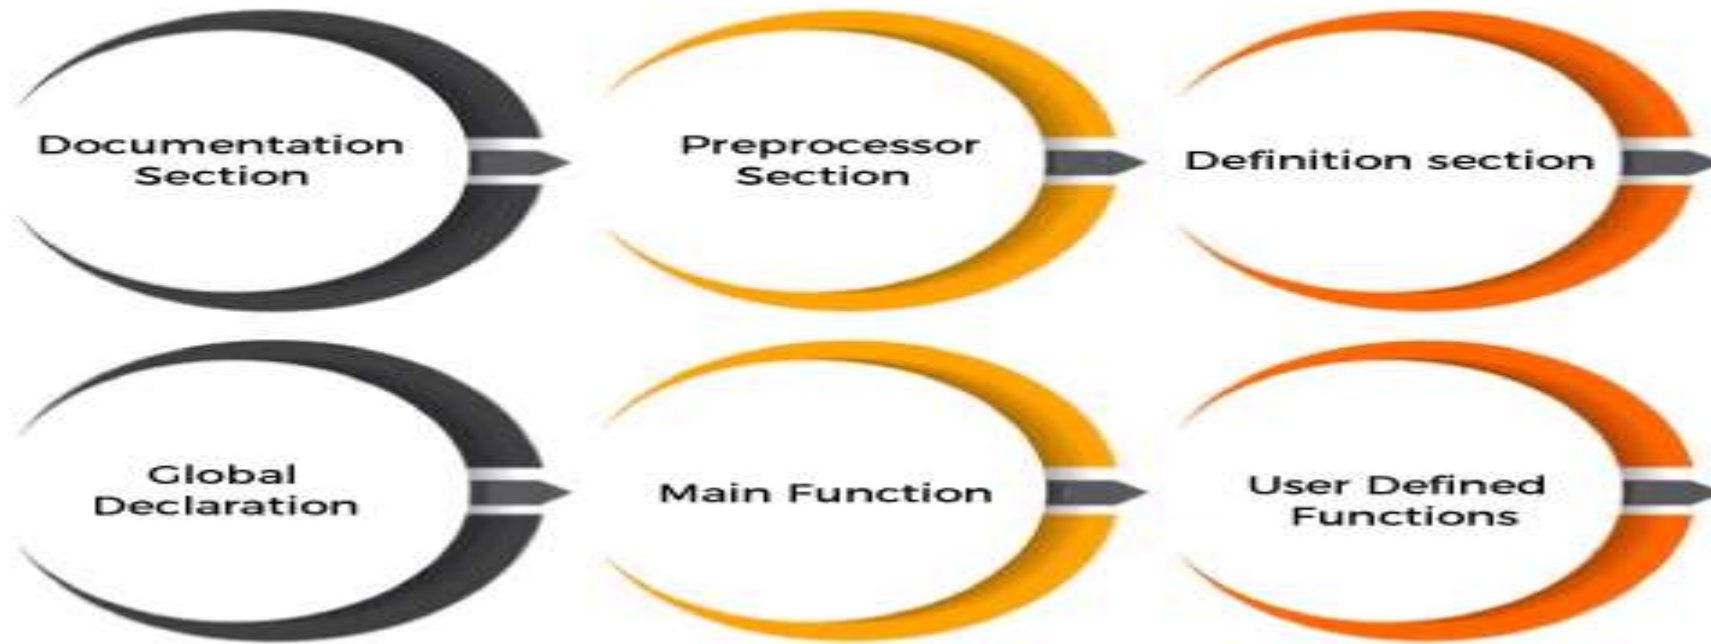 Documentation
Section
Preprocessor
Section
Definition section
Global
Declaration
Main Function
User Defined
Functions